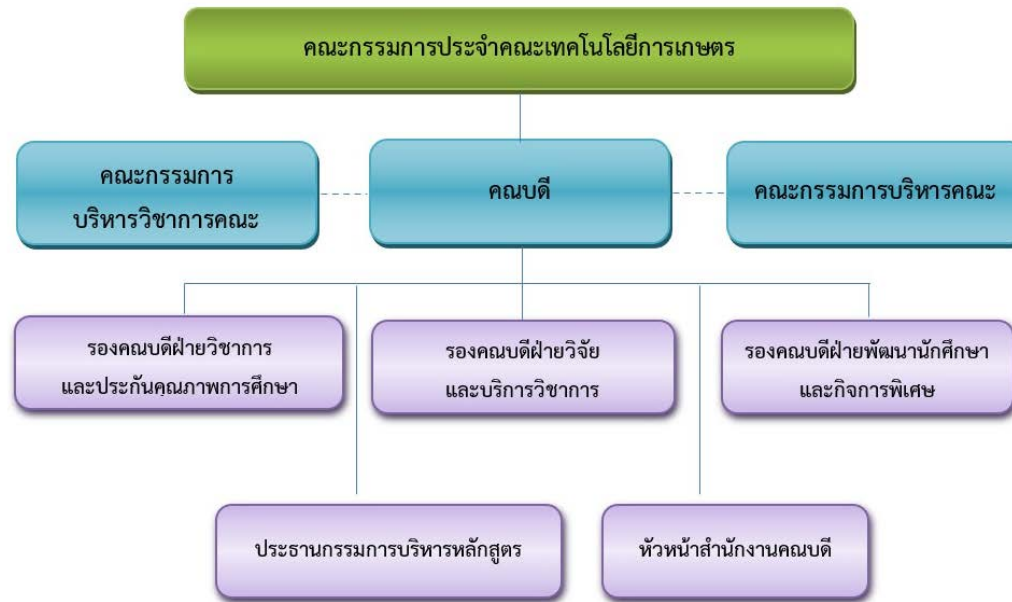 คณะกรรมการประจำคณะเทคโนโลยีการเกษตร
คณะกรรมการ
บริหารวิชาการคณะ
คณบดี
คณะกรรมการบริหารคณะ
รองคณบดีฝ่ายวิชาการ
และประกันคุณภาพการศึกษา
รองคณบดีฝ่ายวิจัย
และบริการวิชาการ
รองคณบดีฝ่ายพัฒนานักศึกษา
และกิจการพิเศษ
ประธานกรรมการบริหารหลักสูตร
หัวหน้าสำนักงานคณบดี